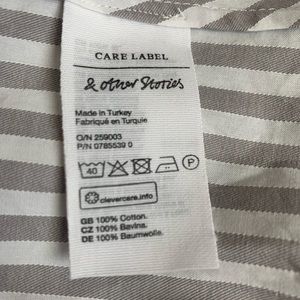 CARE LABEL
& Other Stories
Made in Turkey
Fabriqué en Turquie
O/N 259003
P/N 0785539 0
40 P
clevercare.info
GB 100% Cotton.
CZ 100% Bavlna.
DE 100% Baumwolle.